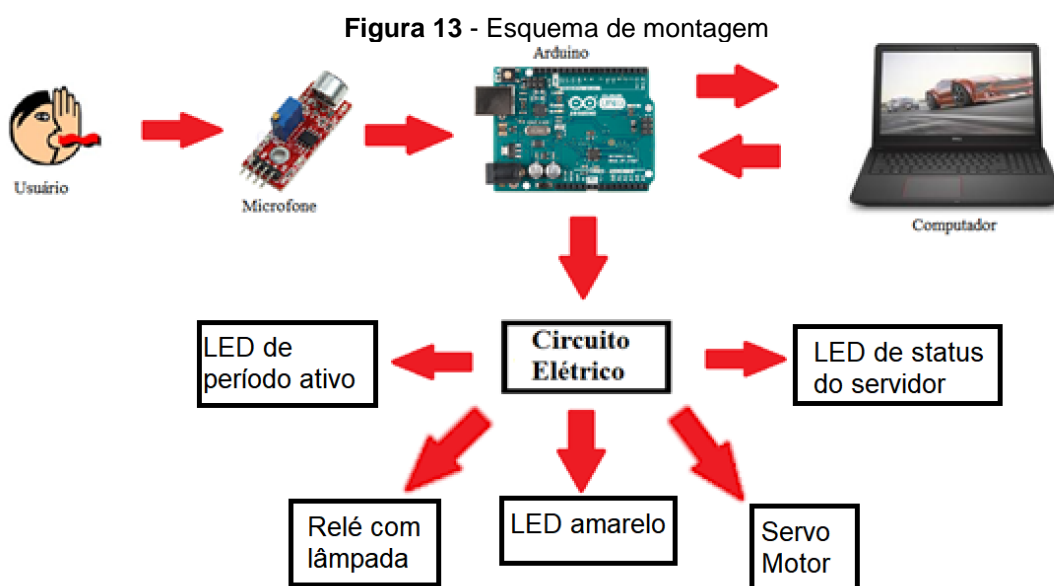 Figura 13 - Esquema de montagem
Arduino
Usuário
Microfone
Computador
UNO
LED de
período ativo
Circuito
Elétrico
LED de status
do servidor
Relé com
lâmpada
LED amarelo
Servo
Motor